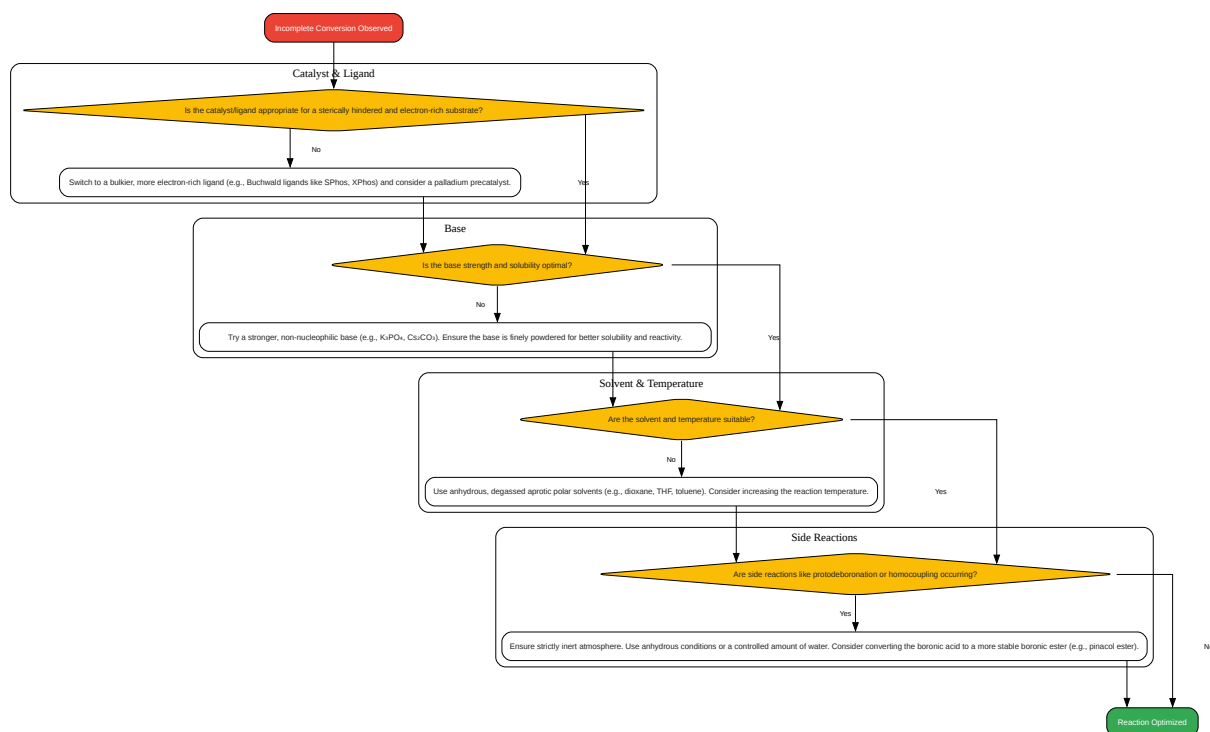 Incomplete Conversion Observed
Catalyst & Ligand
Is the catalyst/ligand appropriate for a sterically hindered and electron-rich substrate?
No
Switch to a bulkier, more electron-rich ligand (e.g., Buchwald ligands like SPhos, XPhos) and consider a palladium precatalyst.
Yes
Base
Is the base strength and solubility optimal?
No
Try a stronger, non-nucleophilic base (e.g., K₃PO₄, Cs₂CO₃). Ensure the base is finely powdered for better solubility and reactivity.
Yes
Solvent & Temperature
Are the solvent and temperature suitable?
No
Use anhydrous, degassed aprotic polar solvents (e.g., dioxane, THF, toluene). Consider increasing the reaction temperature.
Yes
Side Reactions
Are side reactions like protodeboronation or homocoupling occurring?
Yes
Ensure strictly inert atmosphere. Use anhydrous conditions or a controlled amount of water. Consider converting the boronic acid to a more stable boronic ester (e.g., pinacol ester).
Reaction Optimized